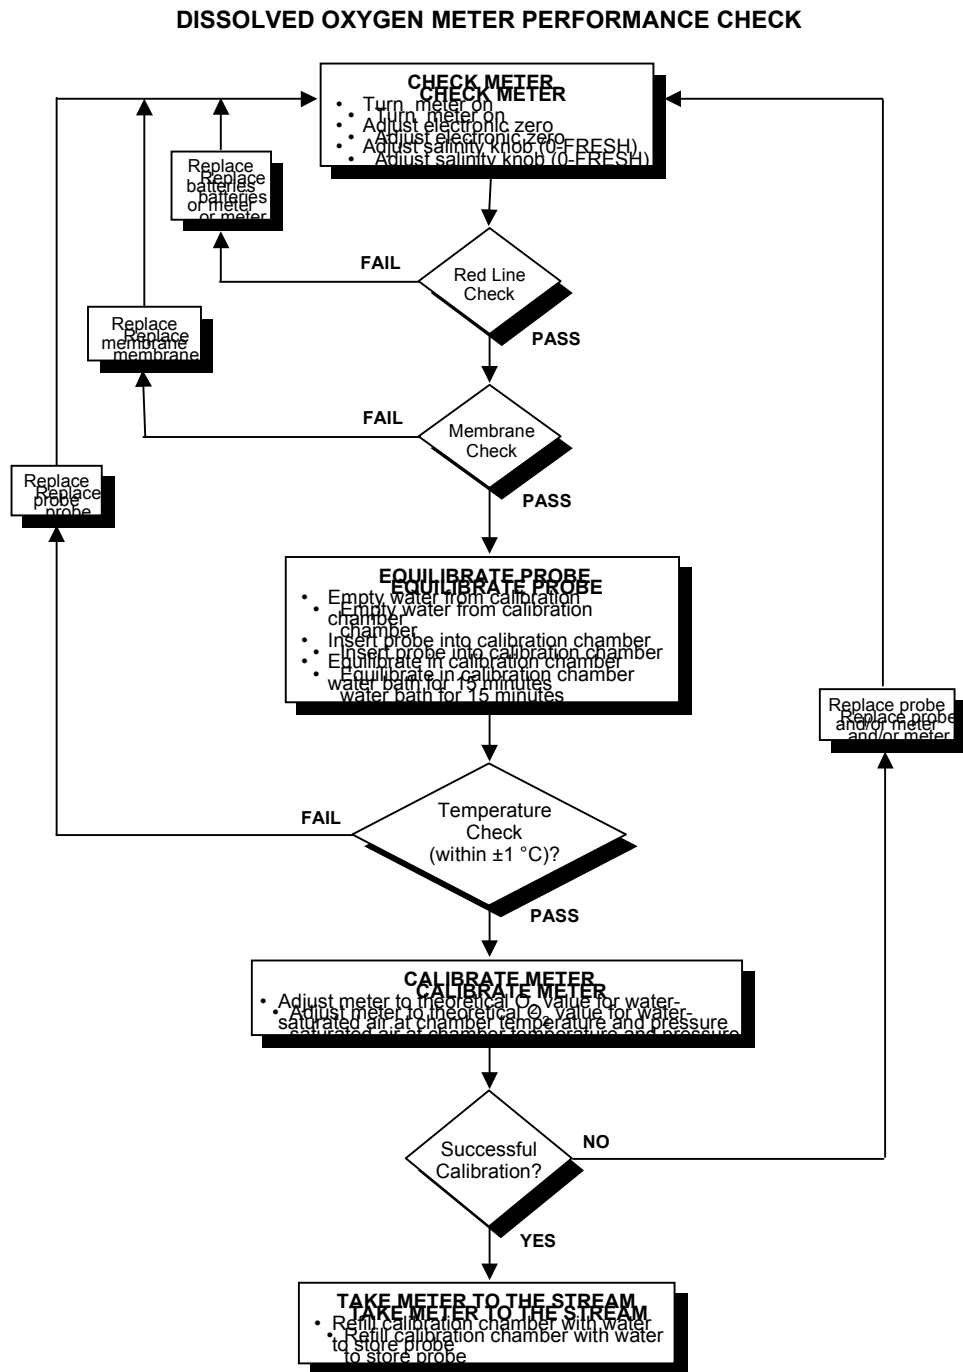 DISSOLVED OXYGEN METER PERFORMANCE CHECK
CHECK METER
• Turn meter on
• Adjust electronic zero
• Adjust salinity knob (0-FRESH)
Replace
batteries
or meter
FAIL
Red Line
Check
PASS
Replace
membrane
FAIL
Membrane
Check
PASS
Replace
probe
EQUILIBRATE PROBE
• Empty water from calibration
chamber
• Insert probe into calibration chamber
• Equilibrate in calibration chamber
water bath for 15 minutes
Replace probe
and/or meter
FAIL
Temperature
Check
(within ±1 °C)?
PASS
CALIBRATE METER
• Adjust meter to theoretical O₂ value for water-
saturated air at chamber temperature and pressure
Successful
Calibration?
NO
YES
TAKE METER TO THE STREAM
• Refill calibration chamber with water
to store probe